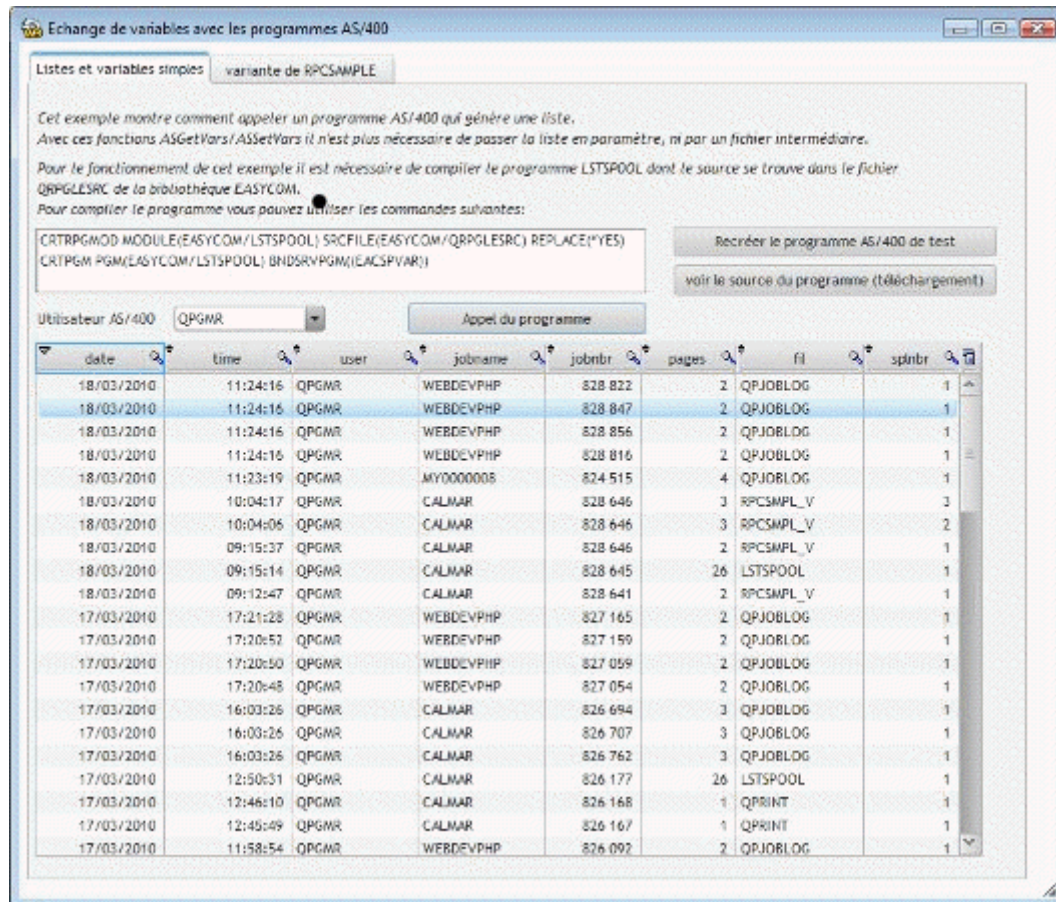 Echange de variables avec les programmes AS/400
Listes et variables simples variante de RPCSAMPLE
Cet exemple montre comment appeler un programme AS/400 qui génère une liste.
Avec ces fonctions ASGetVars/ASSetVars il n'est plus nécessaire de passer la liste en paramètre, ni par un fichier intermédiaire.
Pour le fonctionnement de cet exemple il est nécessaire de compiler le programme LSTSPOOL dont le source se trouve dans le fichier
QRPGLESRC de la bibliothèque EASYCOM.
Pour compiler le programme vous pouvez utiliser les commandes suivantes:
CRTRPGMOD MODULE(EASYCOM/LSTSPOOL) SRCFILE(EASYCOM/QRPGLESRC) REPLACE(*YES)
CRTPGM PGM(EASYCOM/LSTSPOOL) BNDSRVPGM((EACSPVAR))
Recréer le programme AS/400 de test
voir le source du programme (téléchargement)
Utilisateur AS/400 QPGMR Appel du programme
date time user jobname jobnbr pages fil splnbr
18/03/2010 11:24:16 QPGMR WEBDEVPHP 828 822 2 QPJOBLOG 1
18/03/2010 11:24:16 QPGMR WEBDEVPHP 828 847 2 QPJOBLOG 1
18/03/2010 11:24:16 QPGMR WEBDEVPHP 828 856 2 QPJOBLOG 1
18/03/2010 11:24:16 QPGMR WEBDEVPHP 828 816 2 QPJOBLOG 1
18/03/2010 11:23:19 QPGMR MY0000008 824 515 4 QPJOBLOG 1
18/03/2010 10:04:17 QPGMR CALMAR 828 646 3 RPCSMPL_V 3
18/03/2010 10:04:06 QPGMR CALMAR 828 646 3 RPCSMPL_V 2
18/03/2010 09:15:37 QPGMR CALMAR 828 646 2 RPCSMPL_V 1
18/03/2010 09:15:14 QPGMR CALMAR 828 645 26 LSTSPOOL 1
18/03/2010 09:12:47 QPGMR CALMAR 828 641 2 RPCSMPL_V 1
17/03/2010 17:21:28 QPGMR WEBDEVPHP 827 165 2 QPJOBLOG 1
17/03/2010 17:20:52 QPGMR WEBDEVPHP 827 159 2 QPJOBLOG 1
17/03/2010 17:20:50 QPGMR WEBDEVPHP 827 059 2 QPJOBLOG 1
17/03/2010 17:20:48 QPGMR WEBDEVPHP 827 054 2 QPJOBLOG 1
17/03/2010 16:03:26 QPGMR CALMAR 826 694 3 QPJOBLOG 1
17/03/2010 16:03:26 QPGMR CALMAR 826 707 3 QPJOBLOG 1
17/03/2010 16:03:26 QPGMR CALMAR 826 762 3 QPJOBLOG 1
17/03/2010 12:50:31 QPGMR CALMAR 826 177 26 LSTSPOOL 1
17/03/2010 12:46:10 QPGMR CALMAR 826 168 1 QPRINT 1
17/03/2010 12:45:49 QPGMR CALMAR 826 167 1 QPRINT 1
17/03/2010 11:58:54 QPGMR WEBDEVPHP 826 092 2 QPJOBLOG 1